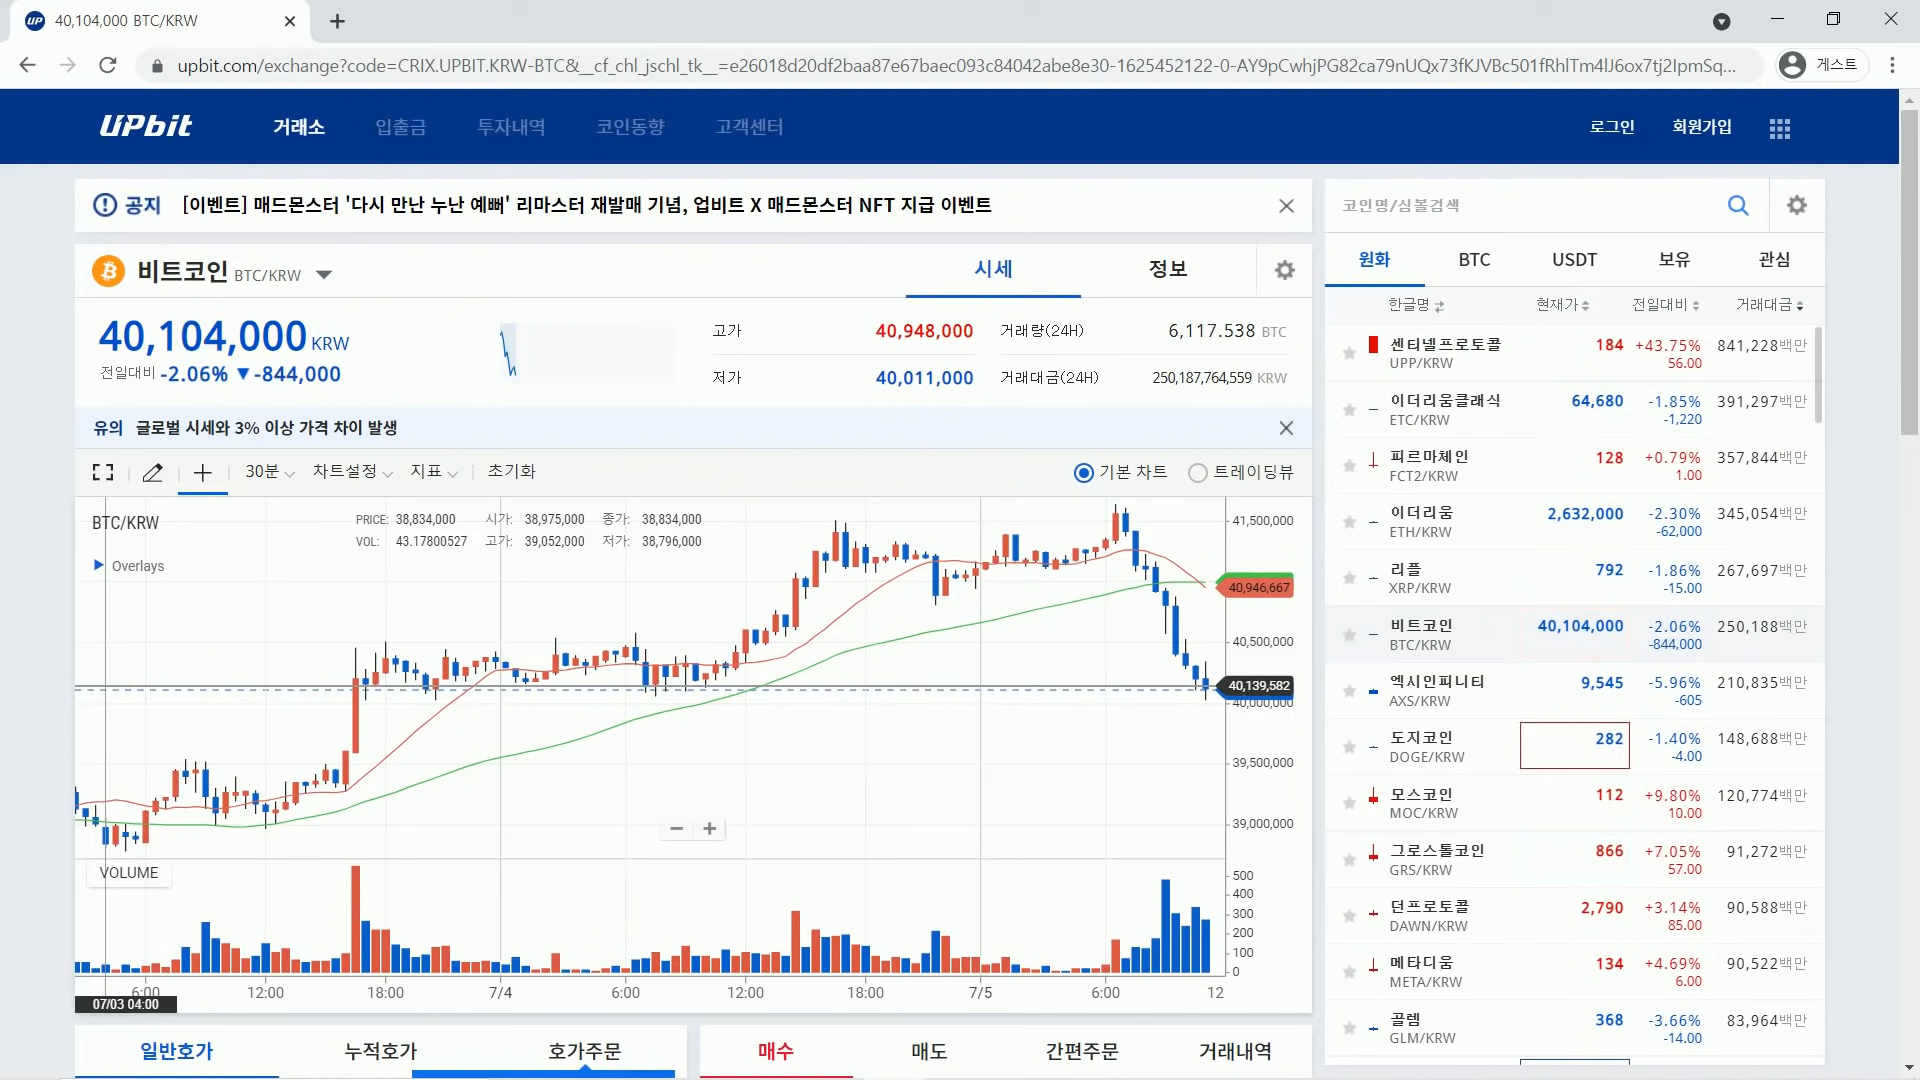 40,104,000 BTC/KRW
upbit.com/exchange?code=CRIX.UPBIT.KRW-BTC&__cf_chl_jschl_tk__=e26018d20df2baa87e67baec093c84042abe8e30-1625452122-0-AY9pCwhjPG82ca79nUQx73fKJVBc501fRhlTm4lJ6ox7tj2IpmSq...
게스트
UPbit 거래소 입출금 투자내역 코인동향 고객센터 로그인 회원가입
공지 [이벤트] 매드몬스터 '다시 만난 누난 예뻐' 리마스터 재발매 기념, 업비트 X 매드몬스터 NFT 지급 이벤트
비트코인 BTC/KRW 시세 정보
40,104,000 KRW
전일대비 -2.06% ▼-844,000
고가 40,948,000 거래량(24H) 6,117.538 BTC
저가 40,011,000 거래대금(24H) 250,187,764,559 KRW
유의 글로벌 시세와 3% 이상 가격 차이 발생
30분 차트설정 지표 초기화 기본 차트 트레이딩뷰
BTC/KRW
PRICE: 38,834,000 시가: 38,975,000 종가: 38,834,000
VOL: 43.17800527 고가: 39,052,000 저가: 38,796,000
Overlays
41,500,000
40,946,667
40,500,000
40,139,582
40,000,000
39,500,000
39,000,000
VOLUME
500
400
300
200
100
0
6:00 12:00 18:00 7/4 6:00 12:00 18:00 7/5 6:00 12
07/03 04:00
일반호가 누적호가 호가주문
매수 매도 간편주문 거래내역
코인명/심볼검색
원화 BTC USDT 보유 관심
한글명 현재가 전일대비 거래대금
센티넬프로토콜 184 +43.75% 841,228백만
UPP/KRW 56.00
이더리움클래식 64,680 -1.85% 391,297백만
ETC/KRW -1,220
피르마체인 128 +0.79% 357,844백만
FCT2/KRW 1.00
이더리움 2,632,000 -2.30% 345,054백만
ETH/KRW -62,000
리플 792 -1.86% 267,697백만
XRP/KRW -15.00
비트코인 40,104,000 -2.06% 250,188백만
BTC/KRW -844,000
엑시인피니티 9,545 -5.96% 210,835백만
AXS/KRW -605
도지코인 282 -1.40% 148,688백만
DOGE/KRW -4.00
모스코인 112 +9.80% 120,774백만
MOC/KRW 10.00
그로스톨코인 866 +7.05% 91,272백만
GRS/KRW 57.00
던프로토콜 2,790 +3.14% 90,588백만
DAWN/KRW 85.00
메타디움 134 +4.69% 90,522백만
META/KRW 6.00
골렘 368 -3.66% 83,964백만
GLM/KRW -14.00